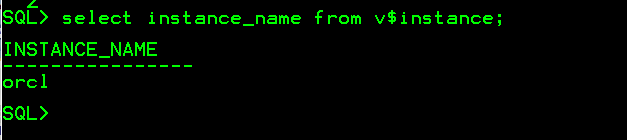 SQL> select instance_name from v$instance;
INSTANCE_NAME
----------------
orcl
SQL>